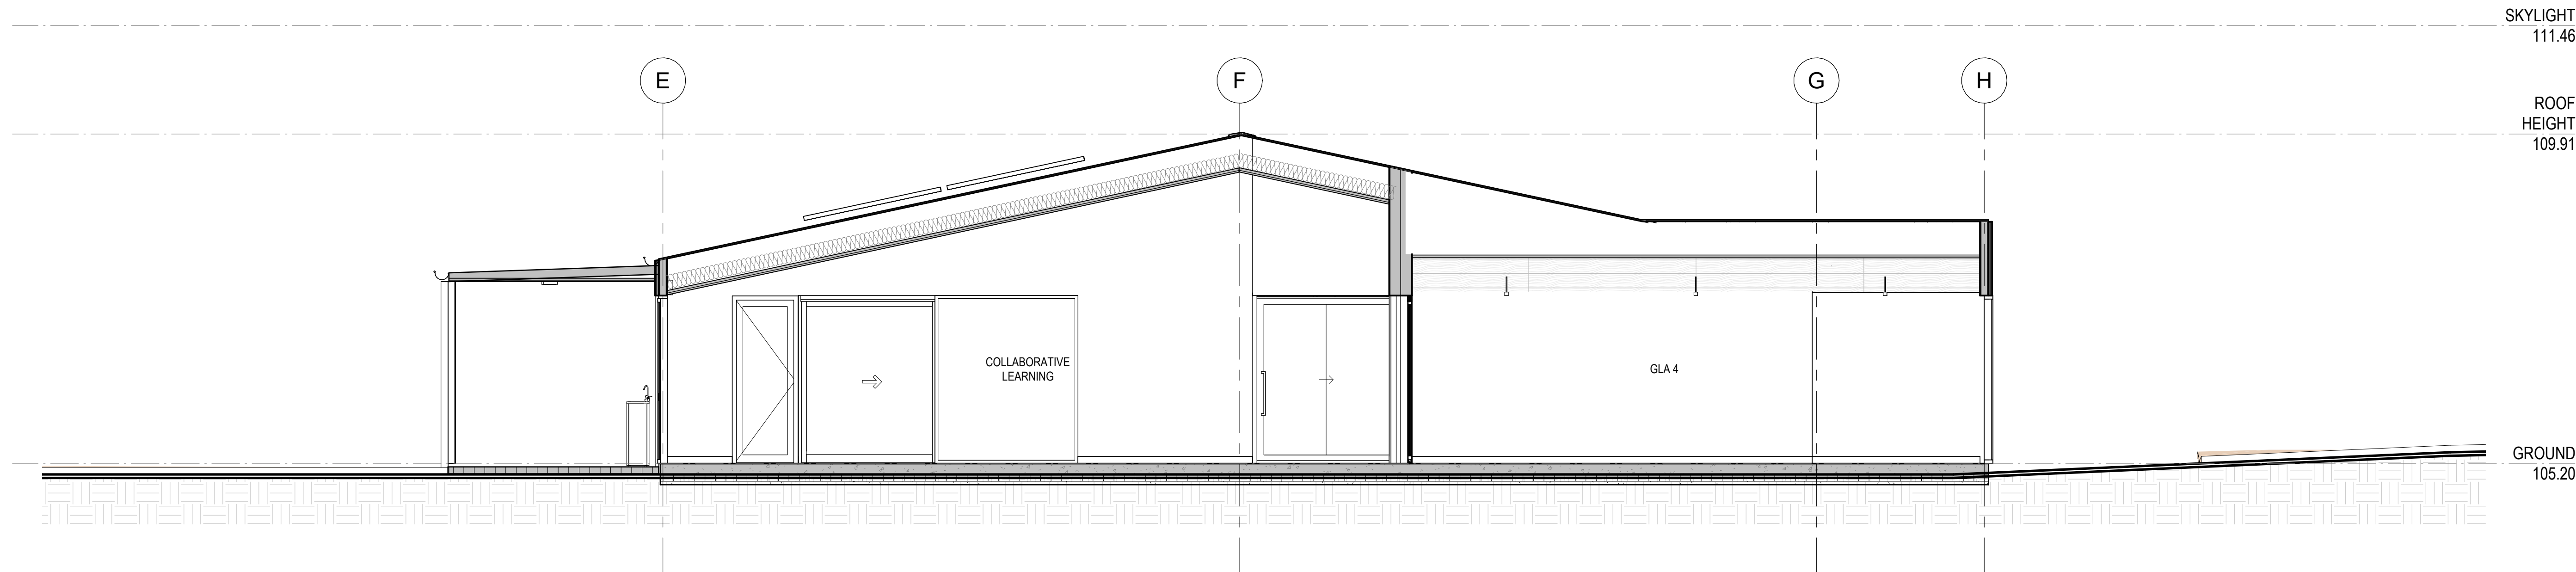 SKYLIGHT
111.46
E
F
G
H
ROOF
HEIGHT
109.91
COLLABORATIVE
LEARNING
GLA 4
GROUND
105.20